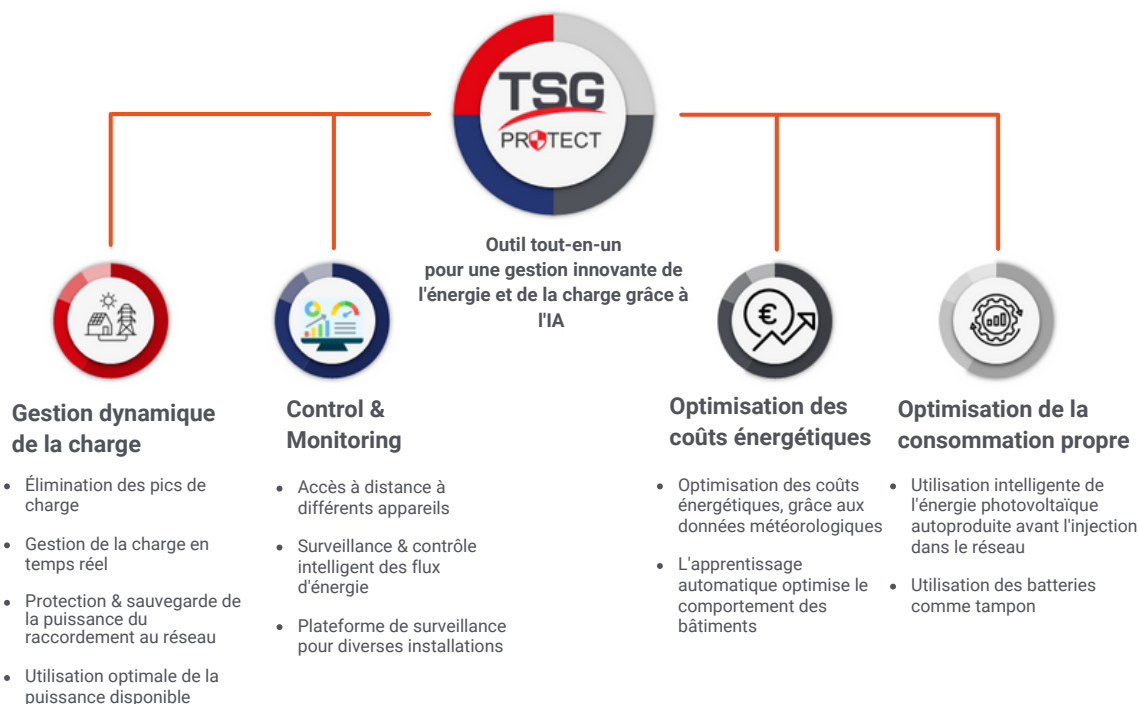 TSG
PROTECT
Outil tout-en-un
pour une gestion innovante de
l'énergie et de la charge grâce à
l'IA
Gestion dynamique
de la charge
• Élimination des pics de
charge
• Gestion de la charge en
temps réel
• Protection & sauvegarde de
la puissance du
raccordement au réseau
• Utilisation optimale de la
puissance disponible
Control &
Monitoring
• Accès à distance à
différents appareils
• Surveillance & contrôle
intelligent des flux
d'énergie
• Plateforme de surveillance
pour diverses installations
€
Optimisation des
coûts énergétiques
• Optimisation des coûts
énergétiques, grâce aux
données météorologiques
• L'apprentissage
automatique optimise le
comportement des
bâtiments
Optimisation de la
consommation propre
• Utilisation intelligente de
l'énergie photovoltaïque
autoproduite avant l'injection
dans le réseau
• Utilisation des batteries
comme tampon